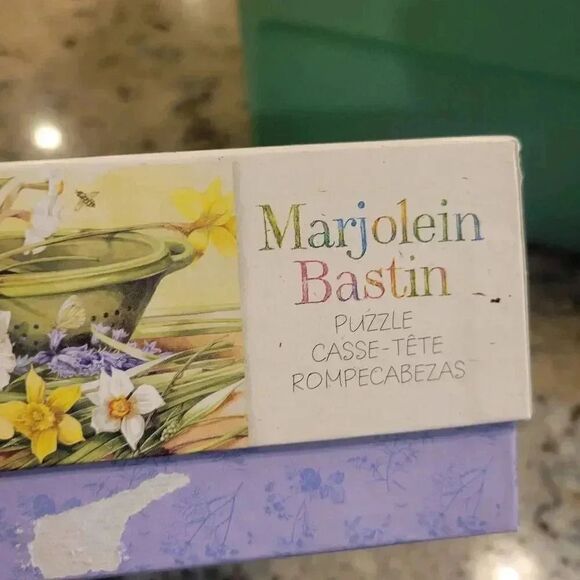 Marjolein
Bastin
PUZZLE
CASSE-TÊTE
ROMPECABEZAS